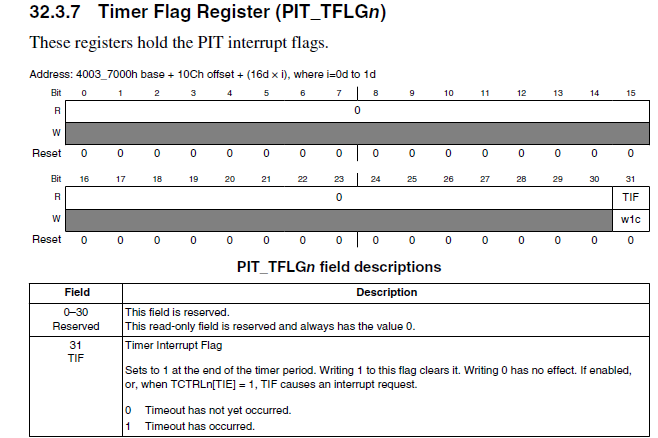 32.3.7 Timer Flag Register (PIT_TFLGn)
These registers hold the PIT interrupt flags.
Address: 4003_7000h base + 10Ch offset + (16d × i), where i=0d to 1d
Bit 0 1 2 3 4 5 6 7 8 9 10 11 12 13 14 15
R 0
W
Reset 0 0 0 0 0 0 0 0 0 0 0 0 0 0 0 0
Bit 16 17 18 19 20 21 22 23 24 25 26 27 28 29 30 31
R 0 TIF
W w1c
Reset 0 0 0 0 0 0 0 0 0 0 0 0 0 0 0 0
PIT_TFLGn field descriptions
Field Description
0–30 This field is reserved.
Reserved This read-only field is reserved and always has the value 0.
31 Timer Interrupt Flag
TIF
Sets to 1 at the end of the timer period. Writing 1 to this flag clears it. Writing 0 has no effect. If enabled,
or, when TCTRLn[TIE] = 1, TIF causes an interrupt request.
0 Timeout has not yet occurred.
1 Timeout has occurred.